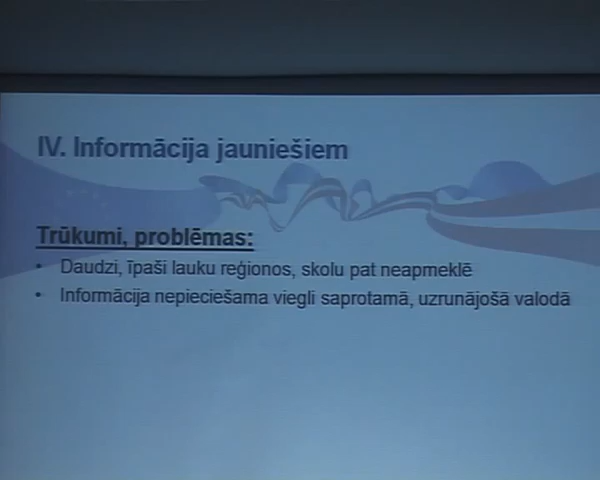 IV. Informācija jauniešiem
Trūkumi, problēmas:
• Daudzi, īpaši lauku reģionos, skolu pat neapmeklē
• Informācija nepieciešama viegli saprotamā, uzrunājošā valodā